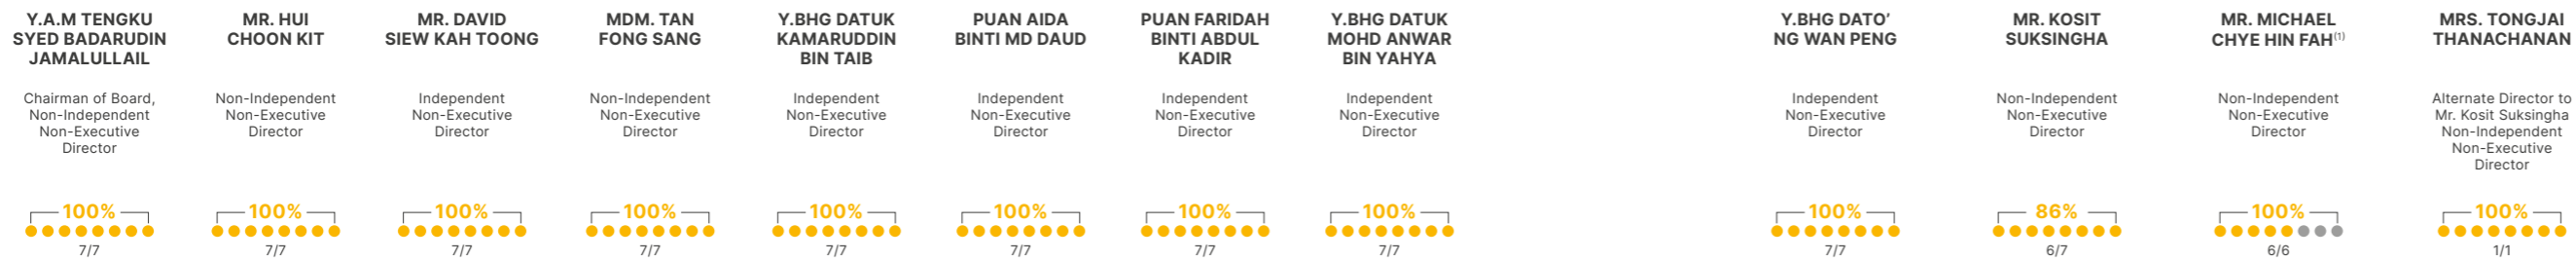 Y.A.M TENGKU
SYED BADARUDIN
JAMALULLAIL
Chairman of Board,
Non-Independent
Non-Executive
Director
100%
7/7
MR. HUI
CHOON KIT
Non-Independent
Non-Executive
Director
100%
7/7
MR. DAVID
SIEW KAH TOONG
Independent
Non-Executive
Director
100%
7/7
MDM. TAN
FONG SANG
Non-Independent
Non-Executive
Director
100%
7/7
Y.BHG DATUK
KAMARUDDIN
BIN TAIB
Independent
Non-Executive
Director
100%
7/7
PUAN AIDA
BINTI MD DAUD
Independent
Non-Executive
Director
100%
7/7
PUAN FARIDAH
BINTI ABDUL
KADIR
Independent
Non-Executive
Director
100%
7/7
Y.BHG DATUK
MOHD ANWAR
BIN YAHYA
Independent
Non-Executive
Director
100%
7/7
Y.BHG DATO’
NG WAN PENG
Independent
Non-Executive
Director
100%
7/7
MR. KOSIT
SUKSINGHA
Non-Independent
Non-Executive
Director
86%
6/7
MR. MICHAEL
CHYE HIN FAH(1)
Non-Independent
Non-Executive
Director
100%
6/6
MRS. TONGJAI
THANACHANAN
Alternate Director to
Mr. Kosit Suksingha
Non-Independent
Non-Executive
Director
100%
1/1